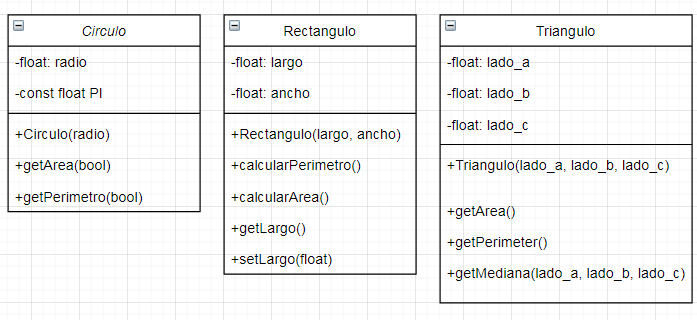 Circulo
-float: radio
-const float PI
+Circulo(radio)
+getArea(bool)
+getPerimetro(bool)
Rectangulo
-float: largo
-float: ancho
+Rectangulo(largo, ancho)
+calcularPerimetro()
+calcularArea()
+getLargo()
+setLargo(float)
Triangulo
-float: lado_a
-float: lado_b
-float: lado_c
+Triangulo(lado_a, lado_b, lado_c)
+getArea()
+getPerimeter()
+getMediana(lado_a, lado_b, lado_c)